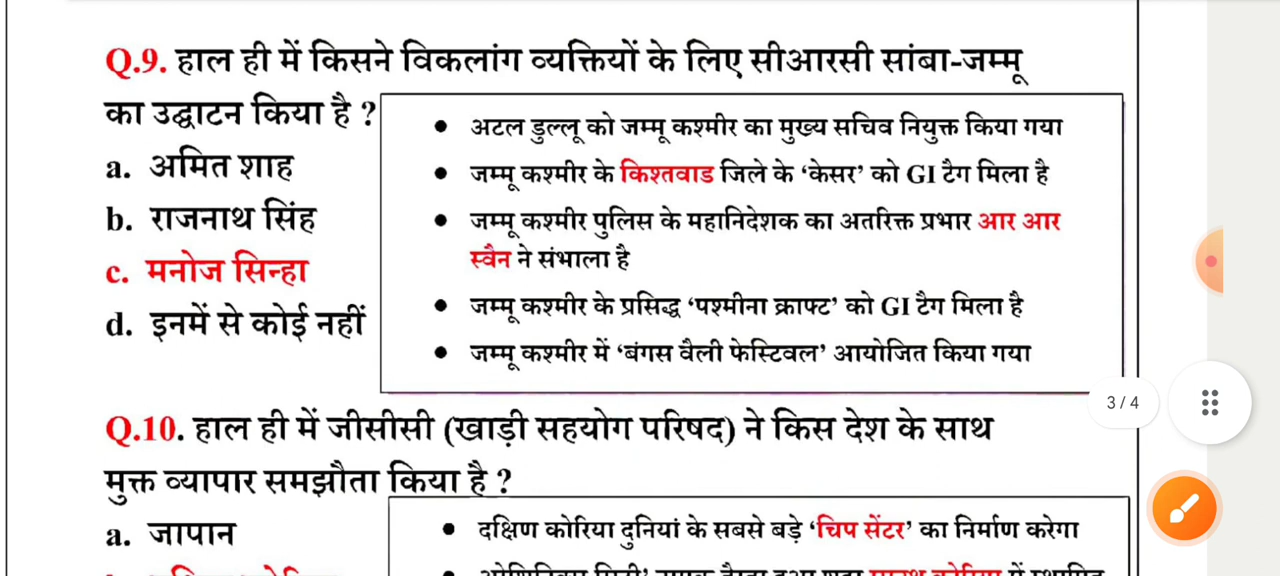 Q.9. हाल ही में किसने विकलांग व्यक्तियों के लिए सीआरसी सांबा-जम्मू
का उद्घाटन किया है ?
a. अमित शाह
b. राजनाथ सिंह
c. मनोज सिन्हा
d. इनमें से कोई नहीं
• अटल डुल्लू को जम्मू कश्मीर का मुख्य सचिव नियुक्त किया गया
• जम्मू कश्मीर के किश्तवाड जिले के ‘केसर’ को GI टैग मिला है
• जम्मू कश्मीर पुलिस के महानिदेशक का अतरिक्त प्रभार आर आर
स्वैन ने संभाला है
• जम्मू कश्मीर के प्रसिद्ध ‘पश्मीना क्राफ्ट’ को GI टैग मिला है
• जम्मू कश्मीर में ‘बंगस वैली फेस्टिवल’ आयोजित किया गया
3 / 4
Q.10. हाल ही में जीसीसी (खाड़ी सहयोग परिषद) ने किस देश के साथ
मुक्त व्यापार समझौता किया है ?
a. जापान
• दक्षिण कोरिया दुनियां के सबसे बड़े ‘चिप सेंटर’ का निर्माण करेगा